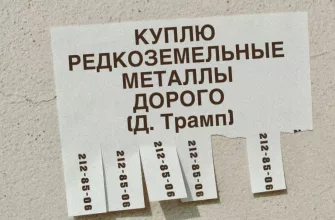 КУПЛЮ
РЕДКОЗЕМЕЛЬНЫЕ
МЕТАЛЛЫ
ДОРОГО
(Д. Трамп)
212-85-06
212-85-06
212-85-06
212-85-06
212-85-06